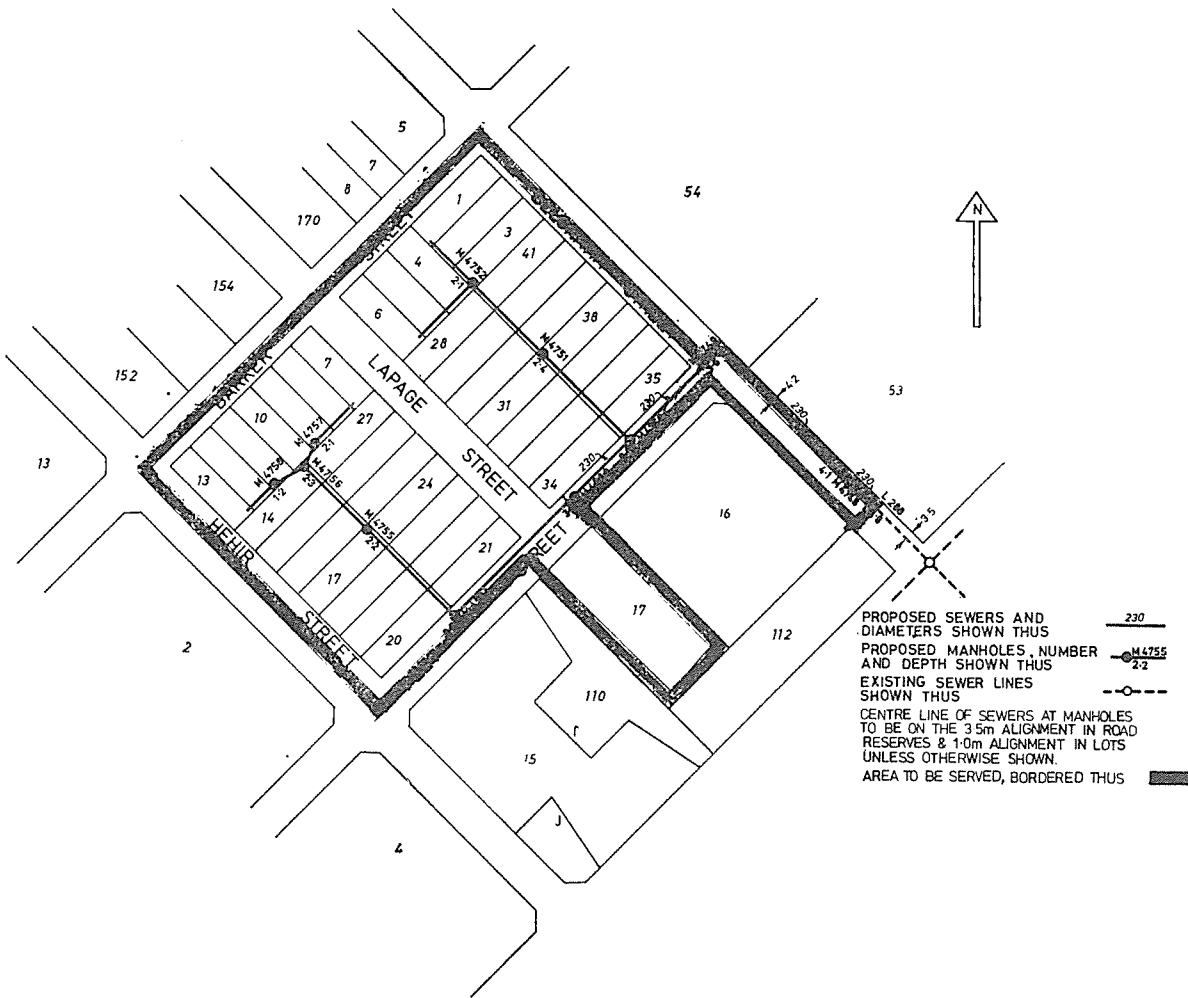 5
7
8
170
54
1
3
41
4
M4752
2·1
154
6
28
38
M4751
2·4
STREET
BARKER
152
7
LAPAGE
31
35
230
4·2
230
53
N
10
27
M4757
2·1
13
13
M4758
1·2
M4756
2·3
24
STREET
34
230
16
230
L 288
3·5
14
M4755
2·2
21
STREET
HEHIR
17
17
STREET
20
112
2
110
15
J
4
PROPOSED SEWERS AND
DIAMETERS SHOWN THUS
230
PROPOSED MANHOLES, NUMBER
AND DEPTH SHOWN THUS
M4755
2·2
EXISTING SEWER LINES
SHOWN THUS
CENTRE LINE OF SEWERS AT MANHOLES
TO BE ON THE 3·5m ALIGNMENT IN ROAD
RESERVES & 1·0m ALIGNMENT IN LOTS
UNLESS OTHERWISE SHOWN.
AREA TO BE SERVED, BORDERED THUS